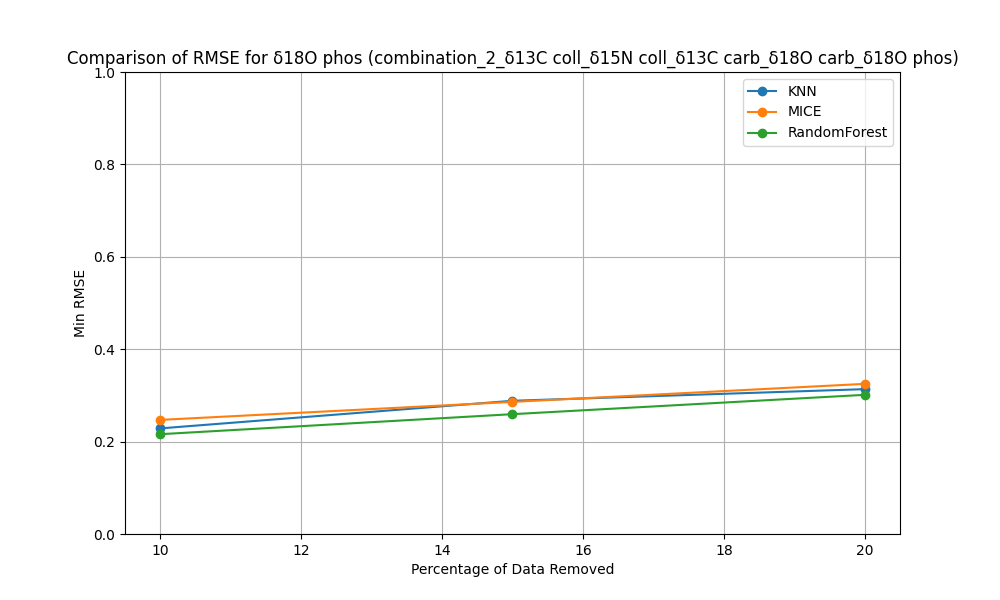 Comparison of RMSE for δ18O phos (combination_2_δ13C coll_δ15N coll_δ13C carb_δ18O carb_δ18O phos)
KNN
MICE
RandomForest
Min RMSE
1.0
0.8
0.6
0.4
0.2
0.0
10 12 14 16 18 20
Percentage of Data Removed